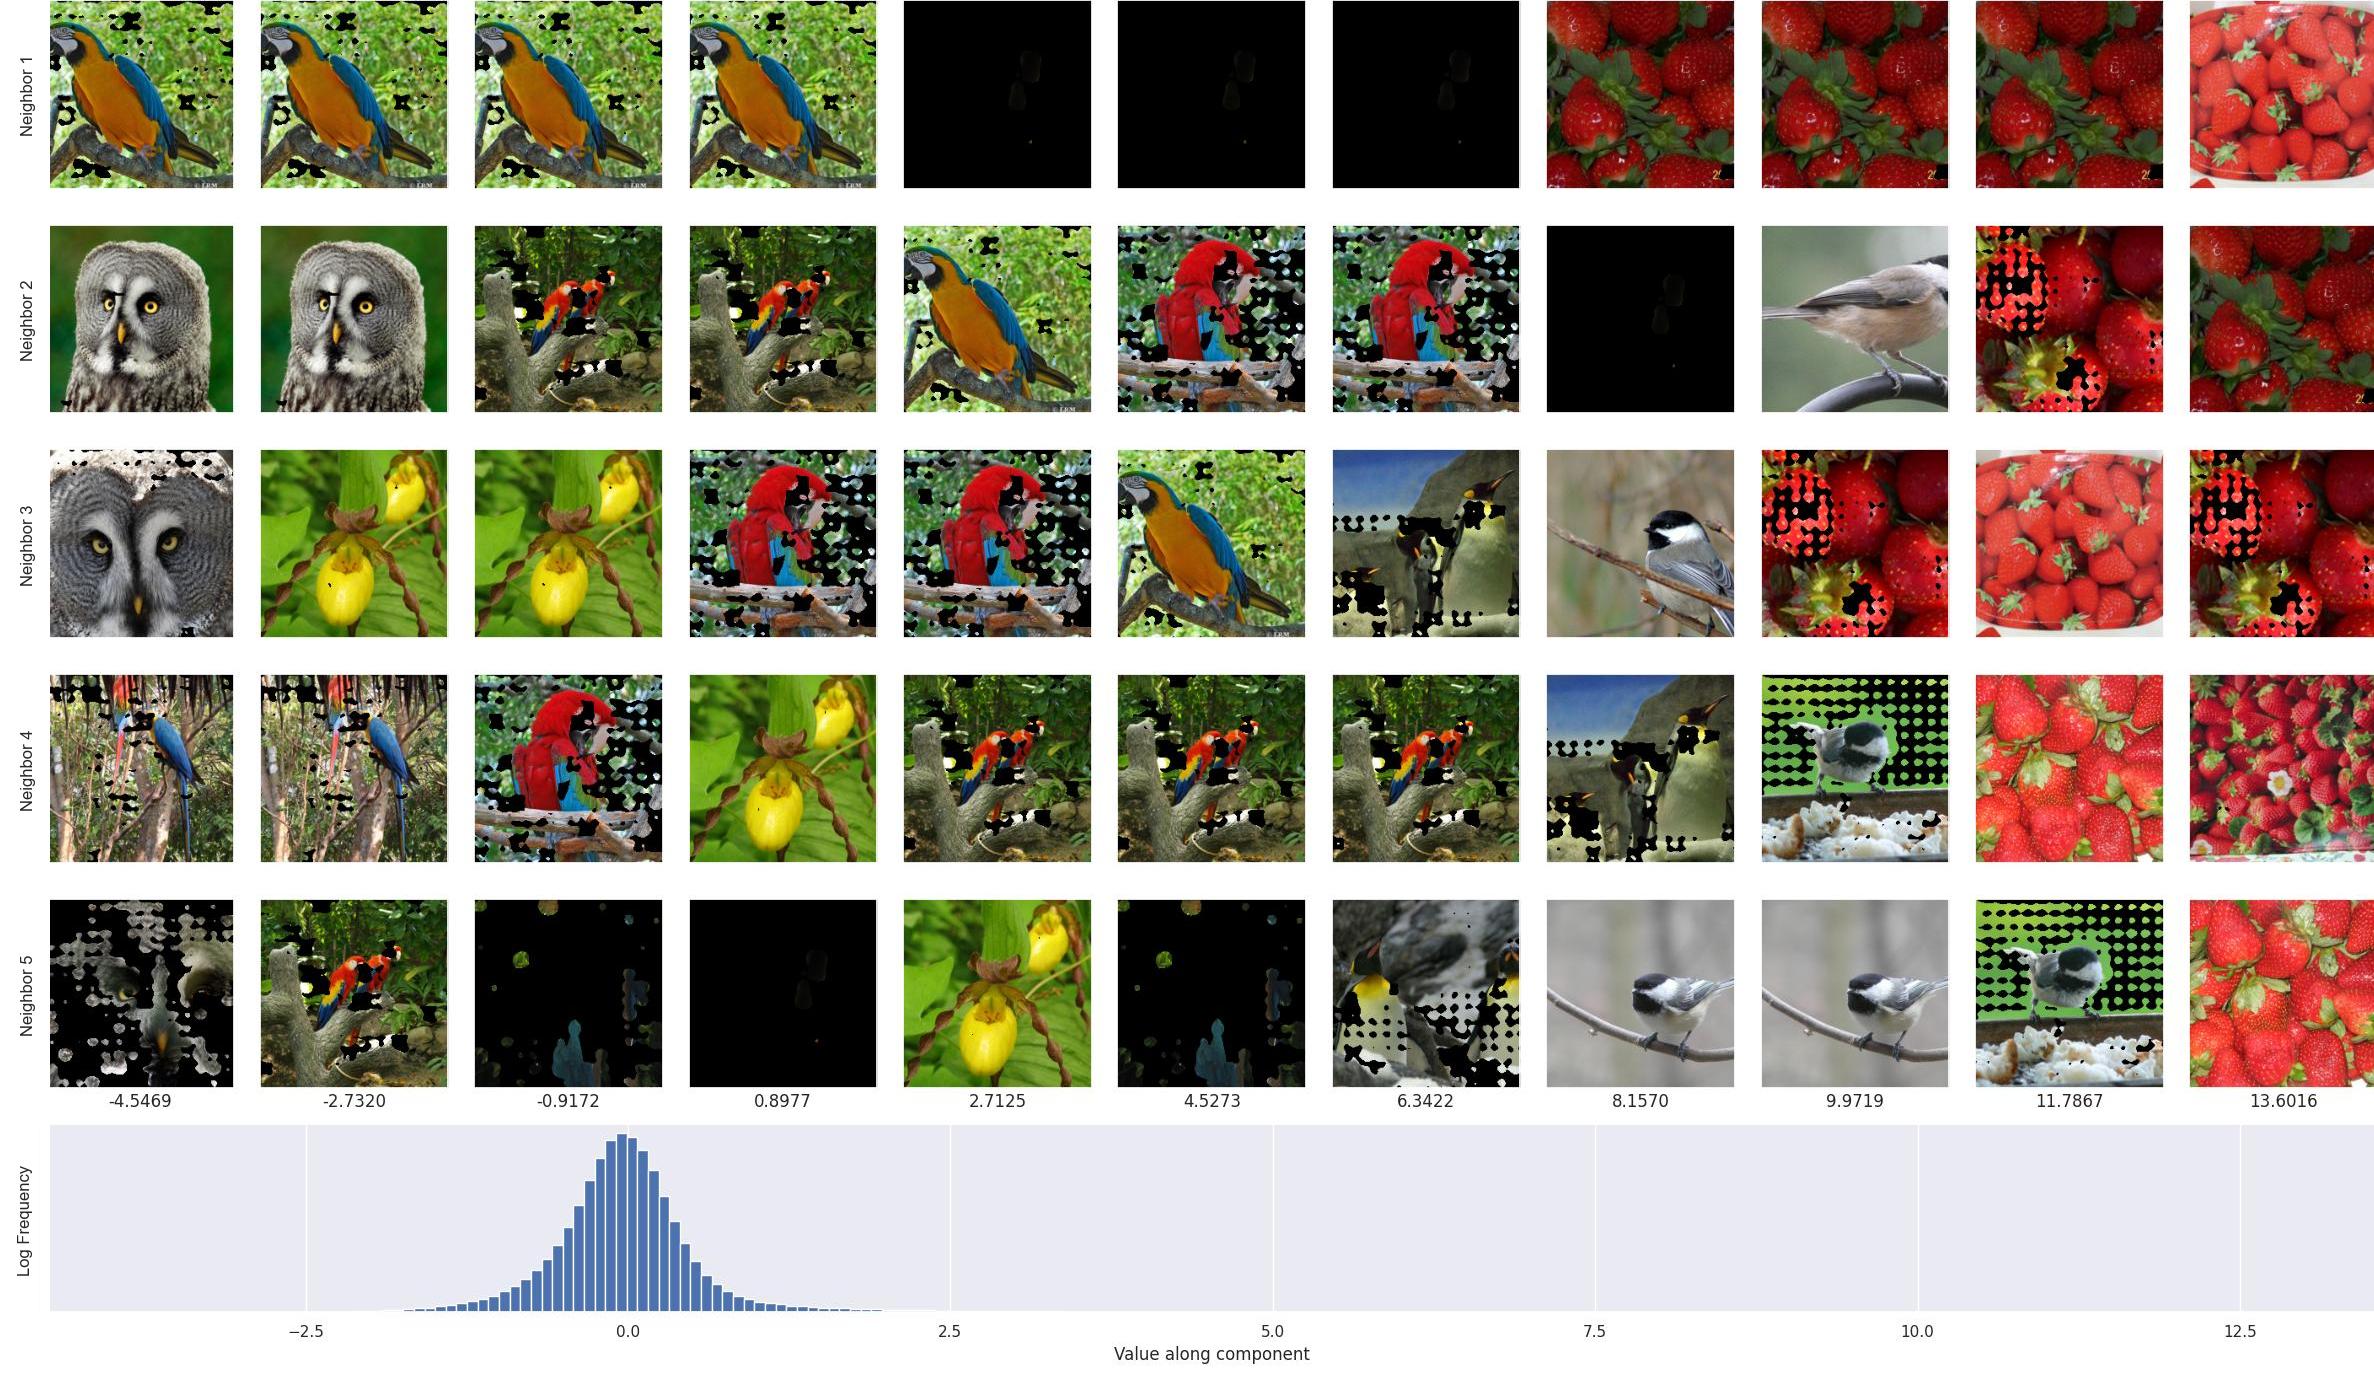 Neighbor 1
Neighbor 2
Neighbor 3
Neighbor 4
Neighbor 5
-4.5469
-2.7320
-0.9172
0.8977
2.7125
4.5273
6.3422
8.1570
9.9719
11.7867
13.6016
Log Frequency
−2.5
0.0
2.5
5.0
7.5
10.0
12.5
Value along component